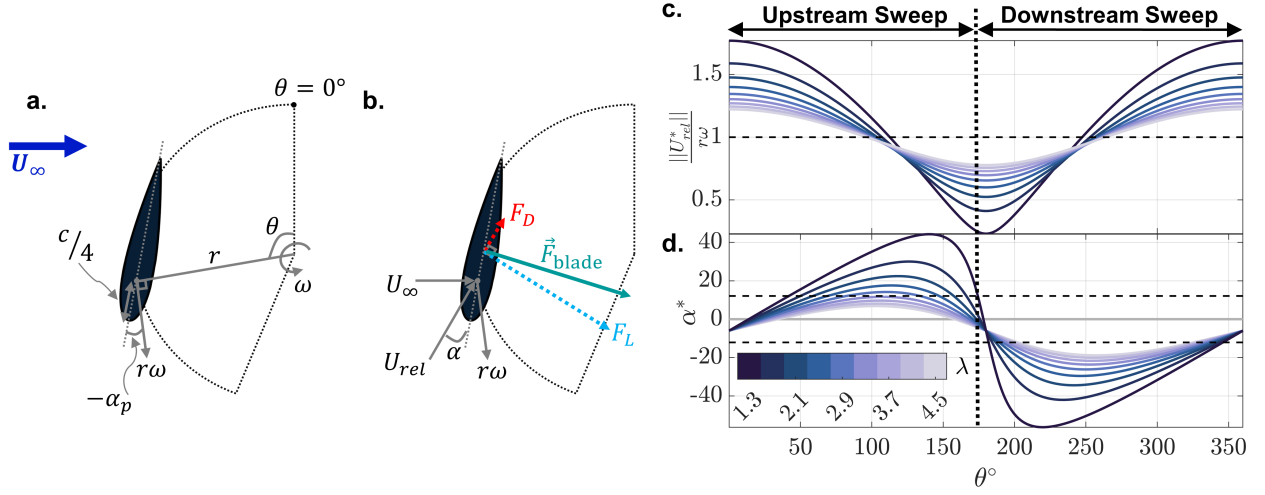 a.
θ = 0°
U∞
c/4
r
θ
ω
rω
−αp
b.
FD
F⃗blade
U∞
FL
Urel
α
rω
c.
Upstream Sweep
Downstream Sweep
||U*rel||
rω
1.5
1
0.5
d.
α*
40
20
0
-20
-40
λ
1.3
2.1
2.9
3.7
4.5
50
100
150
200
250
300
350
θ°